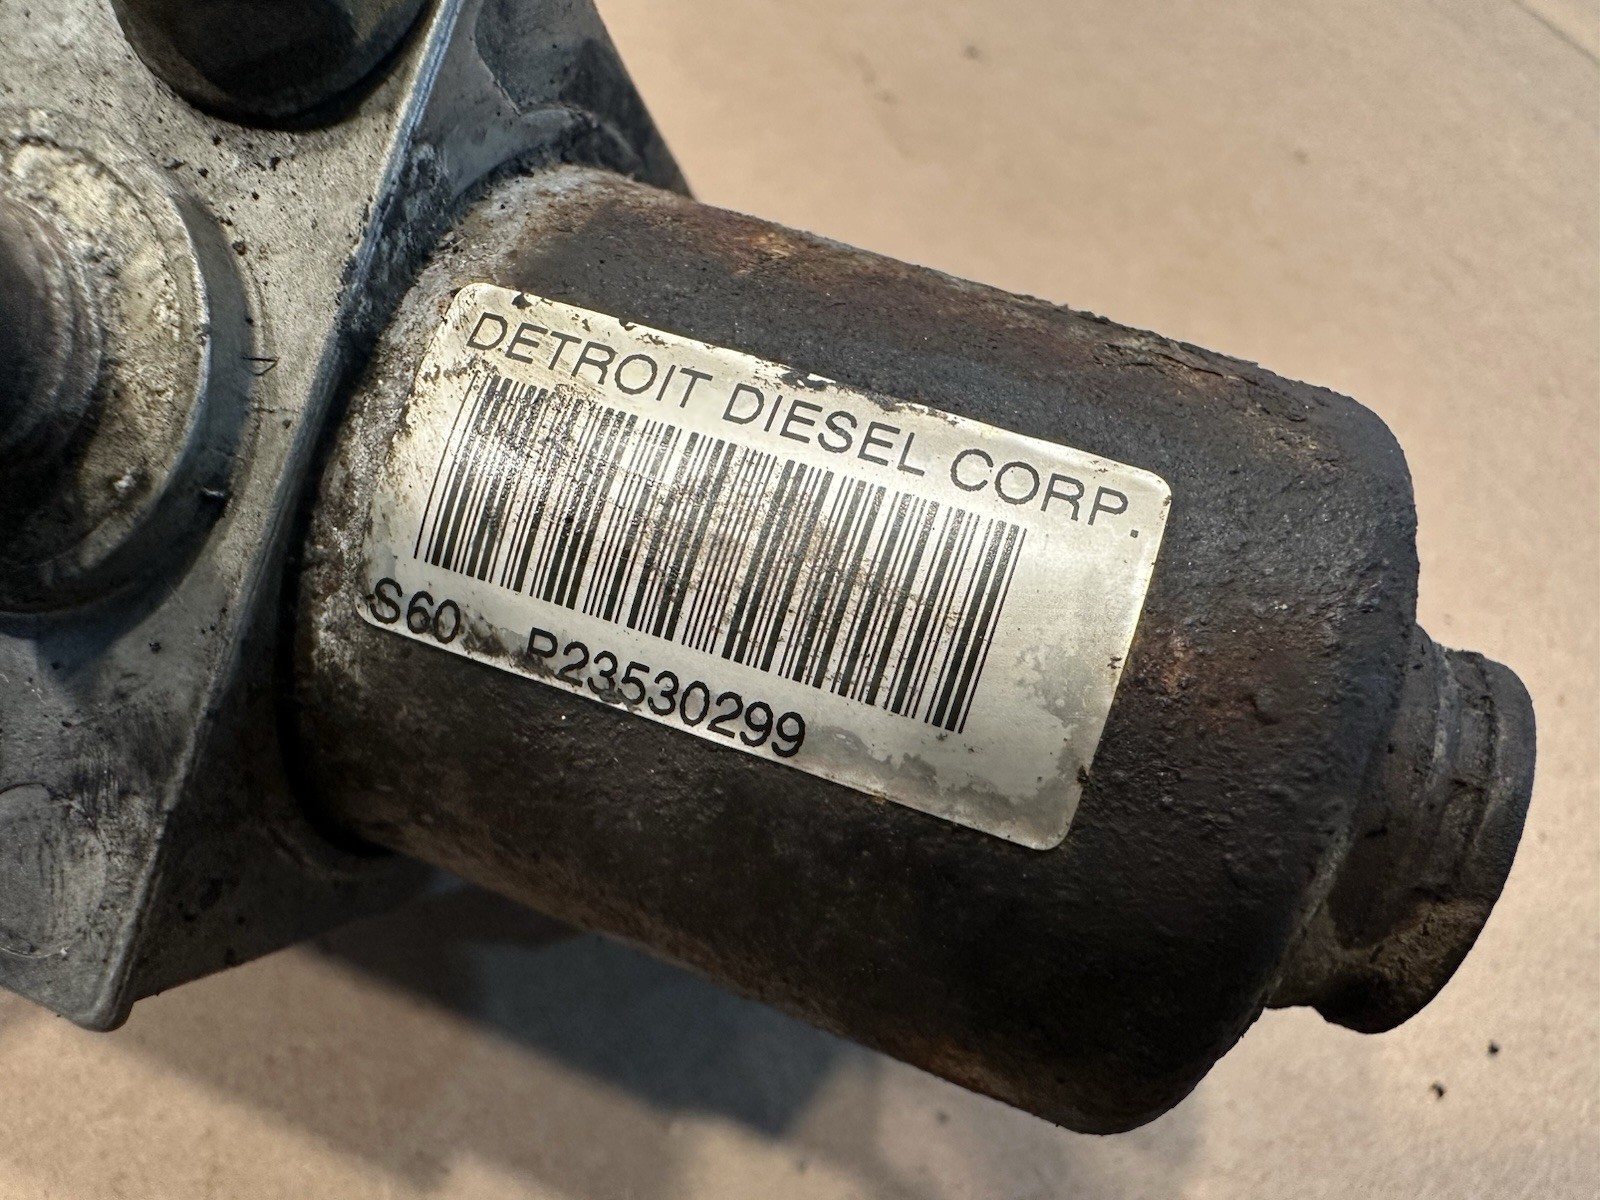 DETROIT DIESEL CORP.
S60 P23530299